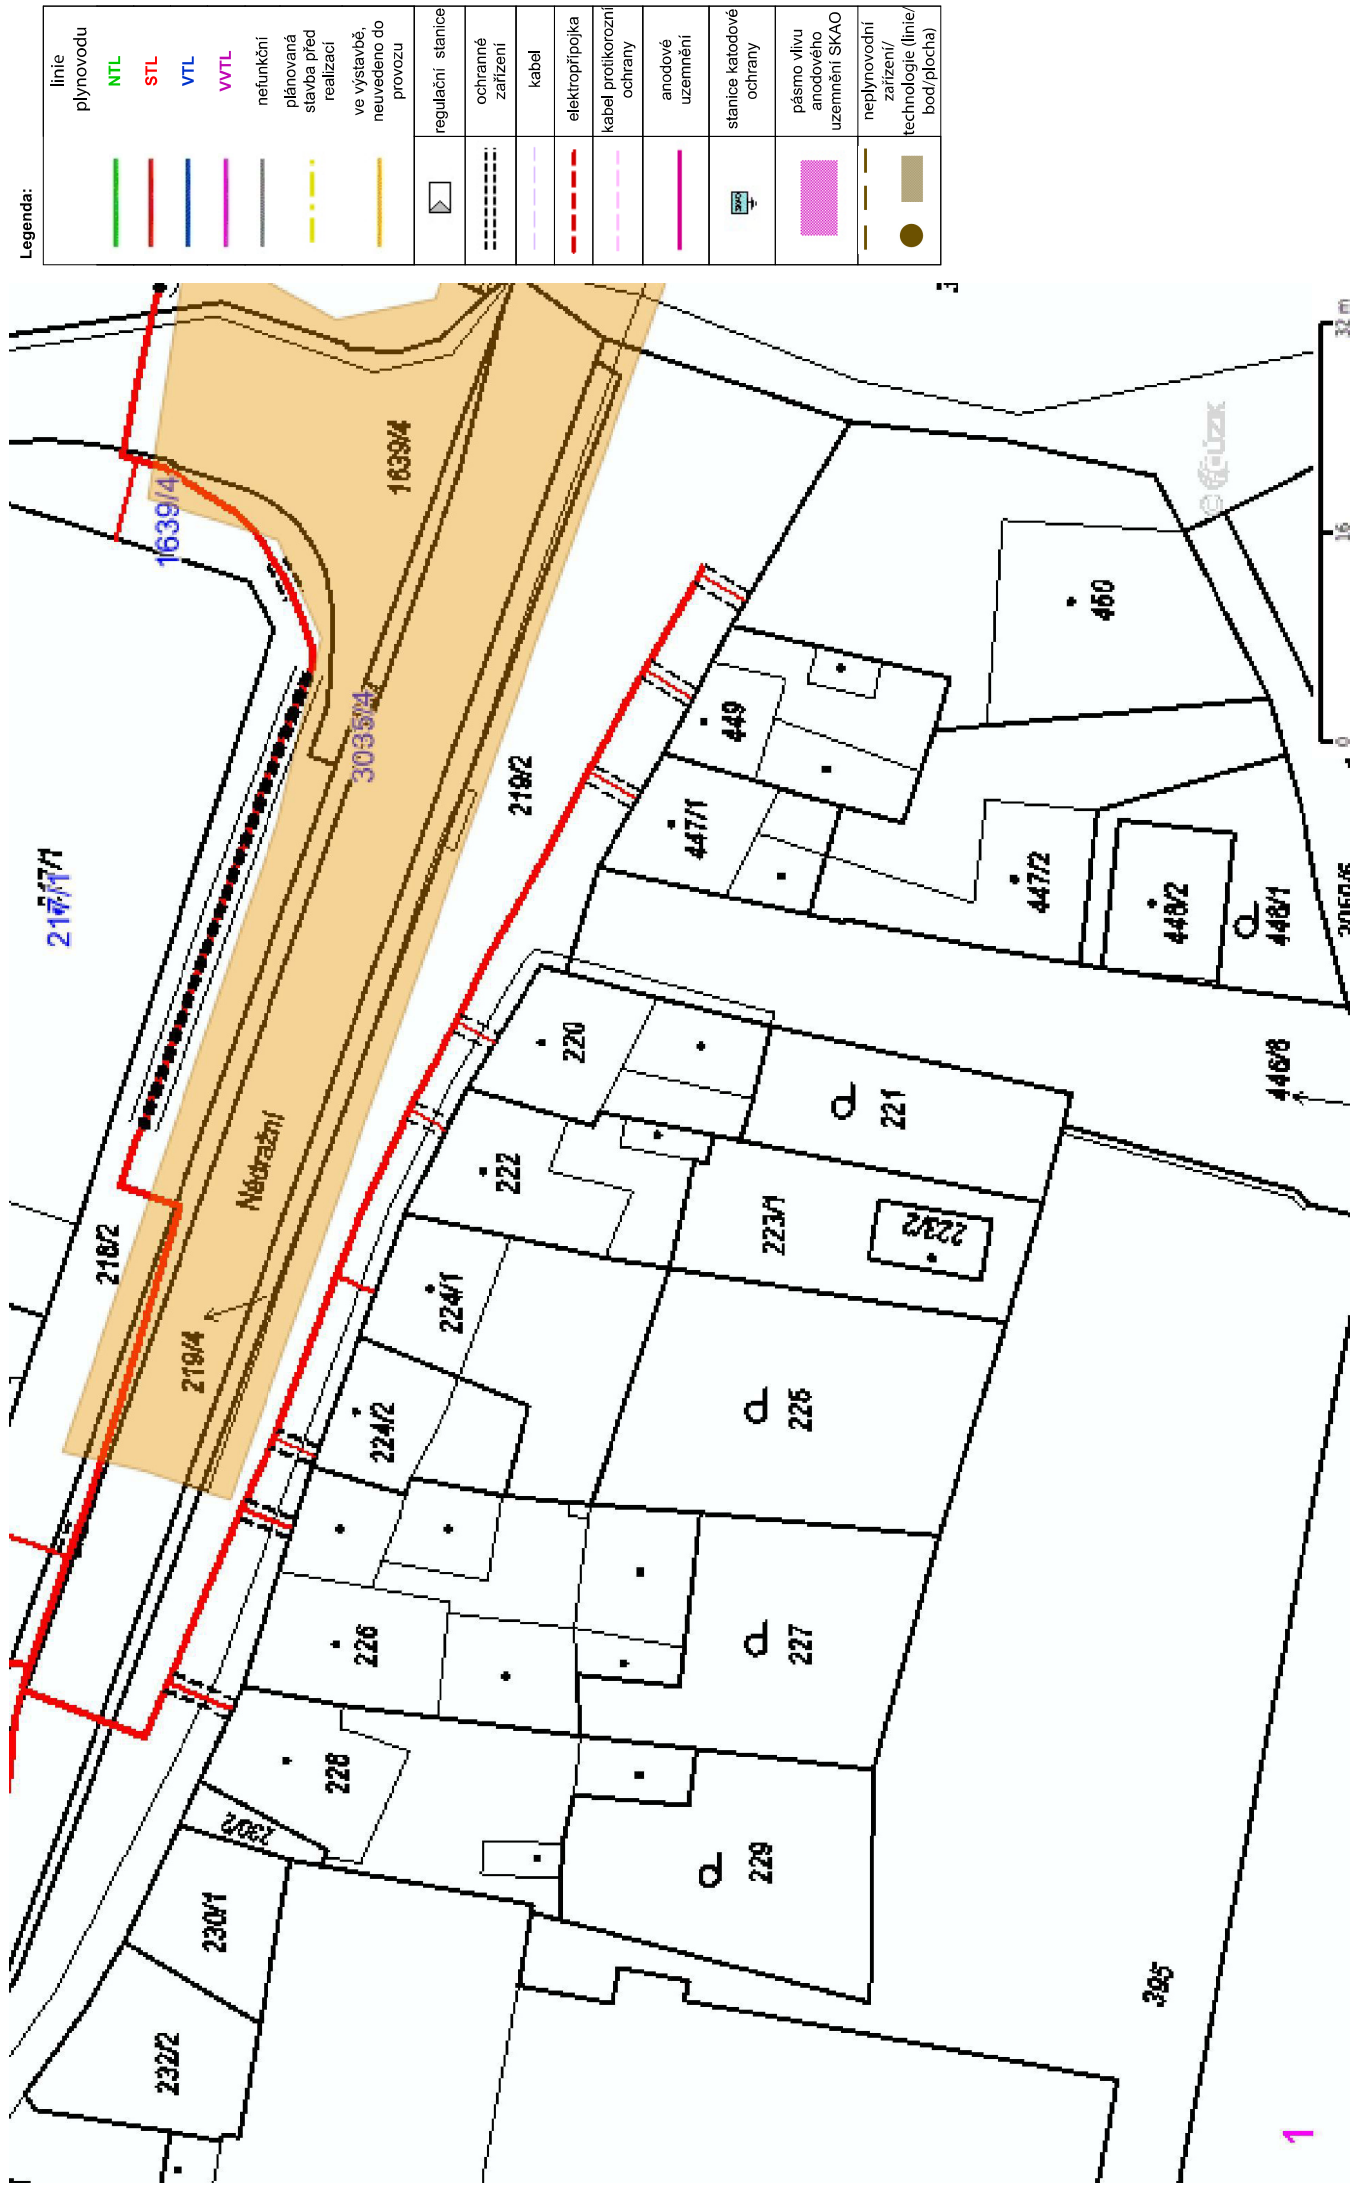 Legenda:
linie
plynovodu
NTL
STL
VTL
VVTL
nefunkční
plánovaná
stavba před
realizací
ve výstavbě,
neuvedeno do
provozu
regulační stanice
ochranné
zařízení
kabel
elektropřípojka
kabel protikorozní
ochrany
anodové
uzemnění
SKAO
stanice katodové
ochrany
pásmo vlivu
anodového
uzemnění SKAO
neplynovodní
zařízení/
technologie (linie/
bod/plocha)
1639/4
1639/4
3035/4
217/1
219/2
218/2
219/4
Nádražní
449
450
447/1
447/2
448/2
448/1
446/8
220
221
222
223/1
223/2
224/1
224/2
225
226
227
228
229
230/2
230/1
232/2
395
© ČÚZK
0
16
32 m
1